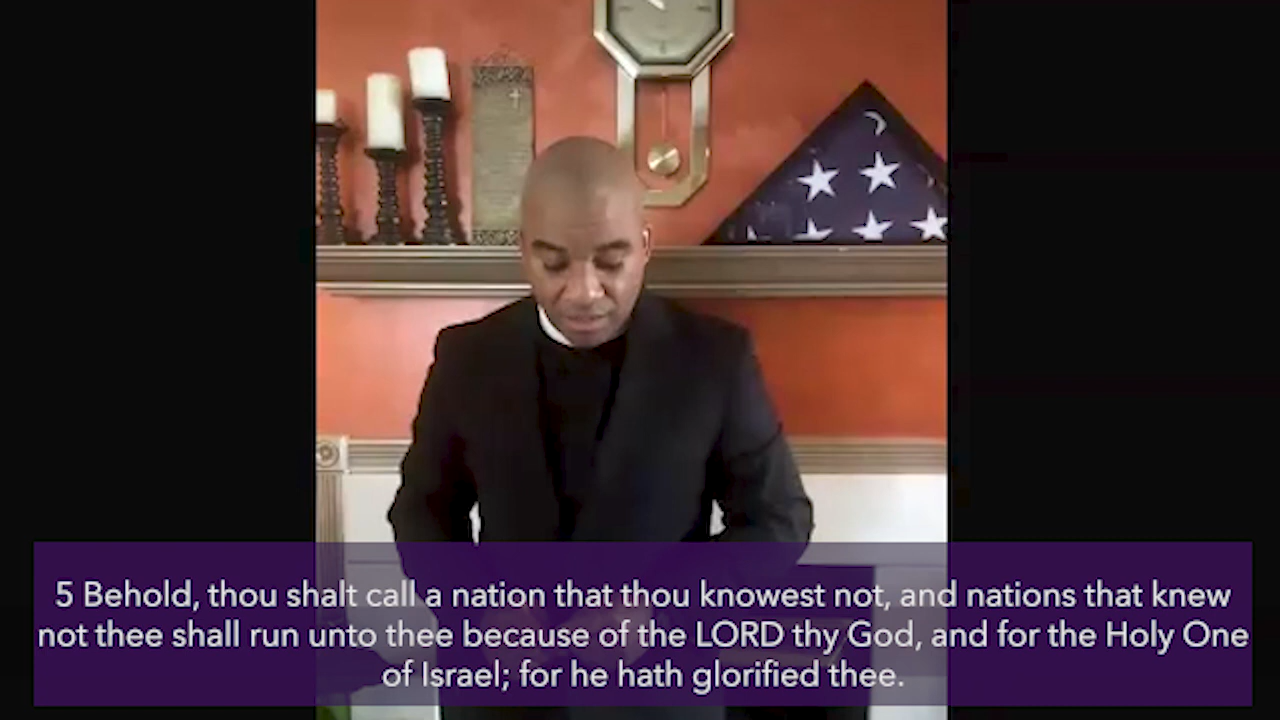 5 Behold, thou shalt call a nation that thou knowest not, and nations that knew
not thee shall run unto thee because of the LORD thy God, and for the Holy One
of Israel; for he hath glorified thee.